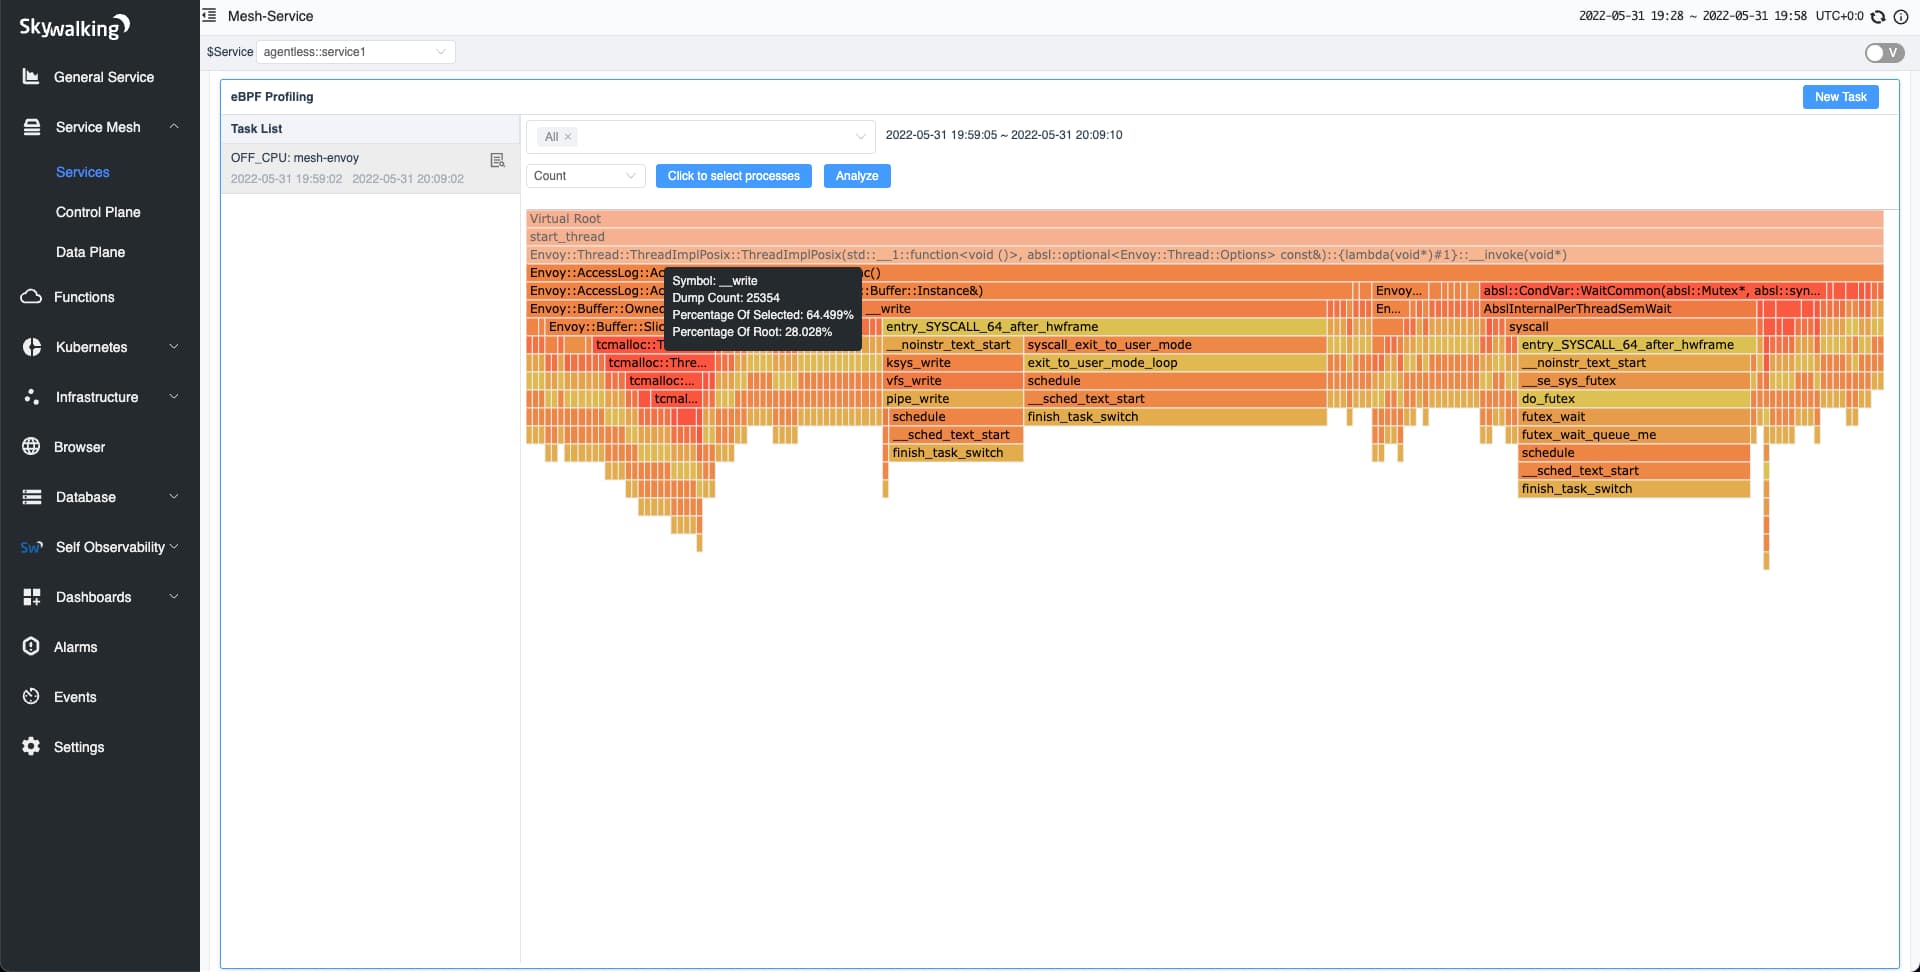 Skywalking
Mesh-Service
2022-05-31 19:28 ~ 2022-05-31 19:58 UTC+0:0
$Service agentless::service1
V
General Service
Service Mesh
Services
Control Plane
Data Plane
Functions
Kubernetes
Infrastructure
Browser
Database
Sw Self Observability
Dashboards
Alarms
Events
Settings
eBPF Profiling
New Task
Task List
OFF_CPU: mesh-envoy
2022-05-31 19:59:02 2022-05-31 20:09:02
All × 2022-05-31 19:59:05 ~ 2022-05-31 20:09:10
Count Click to select processes Analyze
Virtual Root
start_thread
Envoy::Thread::ThreadImplPosix::ThreadImplPosix(std::__1::function<void ()>, absl::optional<Envoy::Thread::Options> const&)::{lambda(void*)#1}::__invoke(void*)
Envoy::AccessLog::Ac c()
Envoy::AccessLog::Ac ::Buffer::Instance&) Envoy... absl::CondVar::WaitCommon(absl::Mutex*, absl::syn...
Envoy::Buffer::Owned __write En... AbslInternalPerThreadSemWait
Envoy::Buffer::Slic entry_SYSCALL_64_after_hwframe syscall
tcmalloc::T __noinstr_text_start syscall_exit_to_user_mode entry_SYSCALL_64_after_hwframe
tcmalloc::Thre... ksys_write exit_to_user_mode_loop __noinstr_text_start
tcmalloc:... vfs_write schedule __se_sys_futex
tcmal... pipe_write __sched_text_start do_futex
schedule finish_task_switch futex_wait
__sched_text_start futex_wait_queue_me
finish_task_switch schedule
__sched_text_start
finish_task_switch
Symbol: __write
Dump Count: 25354
Percentage Of Selected: 64.499%
Percentage Of Root: 28.028%